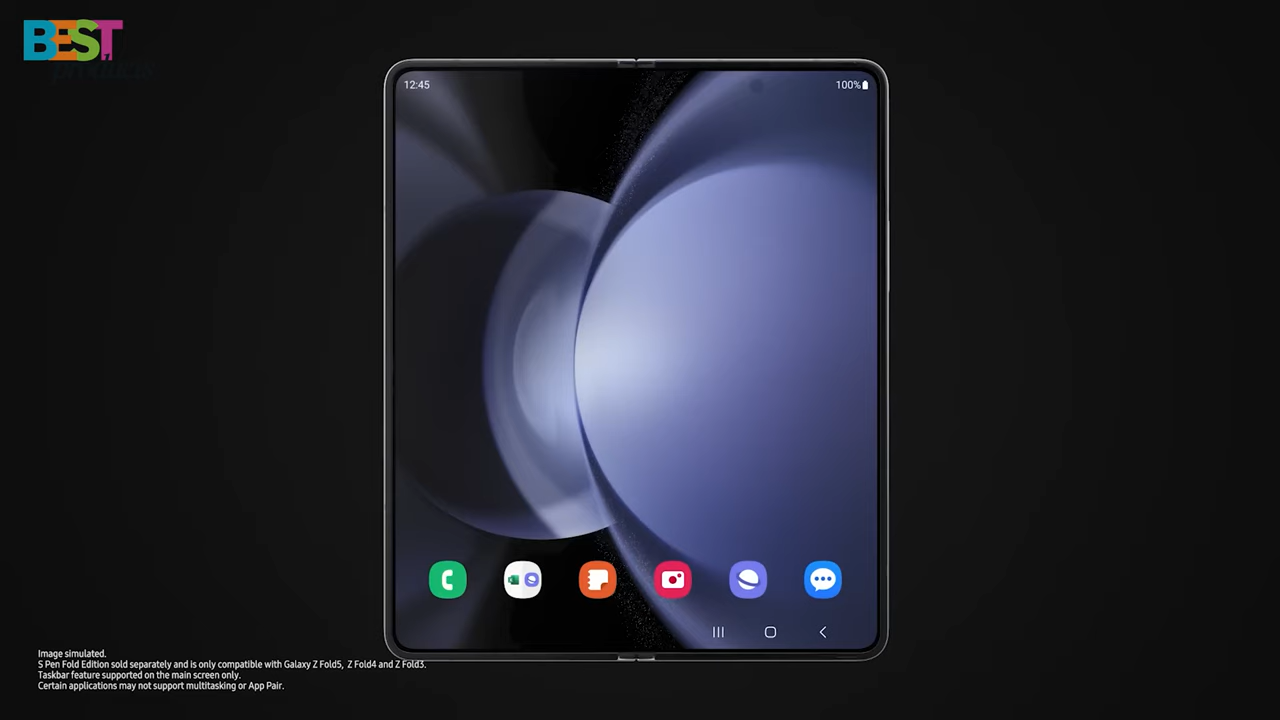 BEST
products
12:45
100%
Image simulated.
S Pen Fold Edition sold separately and is only compatible with Galaxy Z Fold5, Z Fold4 and Z Fold3.
Taskbar feature supported on the main screen only.
Certain applications may not support multitasking or App Pair.